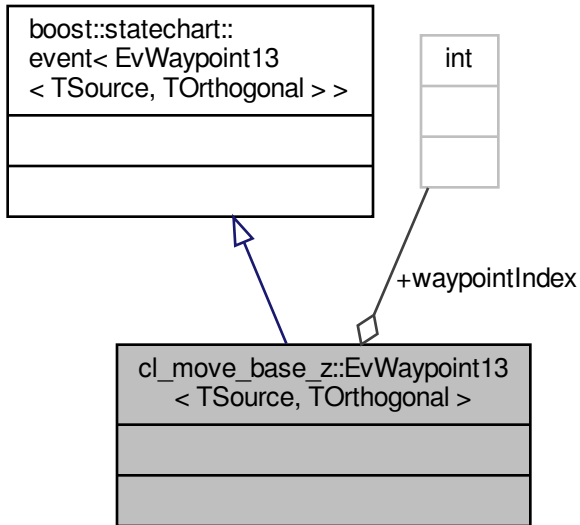 boost::statechart::
event< EvWaypoint13
< TSource, TOrthogonal > >
int
+waypointIndex
cl_move_base_z::EvWaypoint13
< TSource, TOrthogonal >